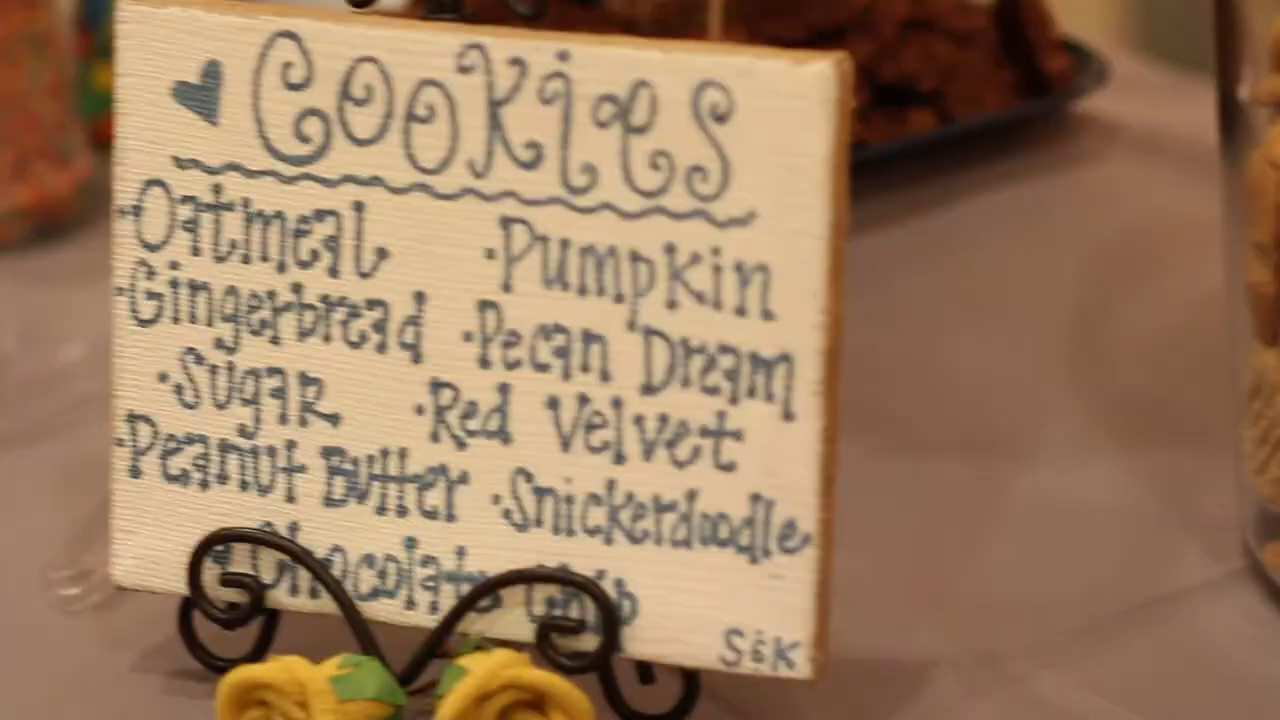 Cookies
·Oatmeal ·Pumpkin
·Gingerbread ·Pecan Dream
·Sugar ·Red Velvet
·Peanut Butter ·Snickerdoodle
·Chocolate Chip
S&K